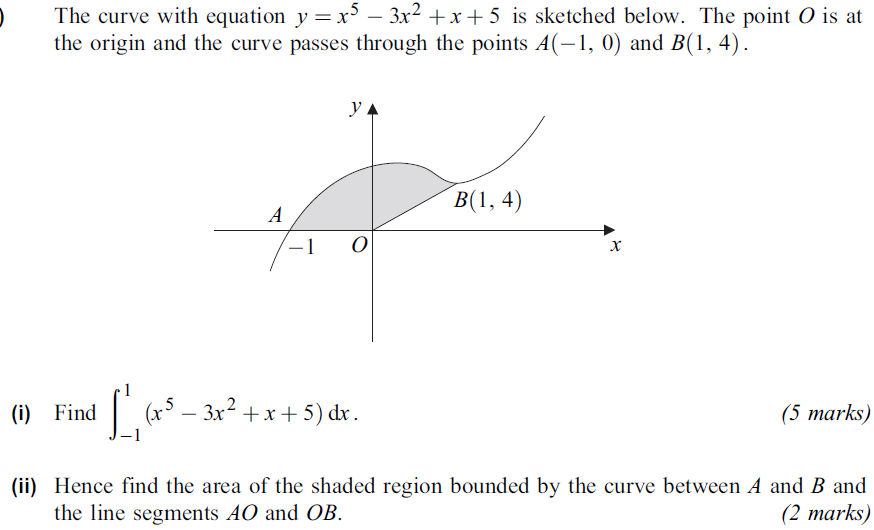 )
The curve with equation y = x⁵ − 3x² + x + 5 is sketched below. The point O is at
the origin and the curve passes through the points A(−1, 0) and B(1, 4).
y
A
B(1, 4)
−1
O
x
(i) Find ∫₋₁¹ (x⁵ − 3x² + x + 5) dx. (5 marks)
(ii) Hence find the area of the shaded region bounded by the curve between A and B and
the line segments AO and OB. (2 marks)